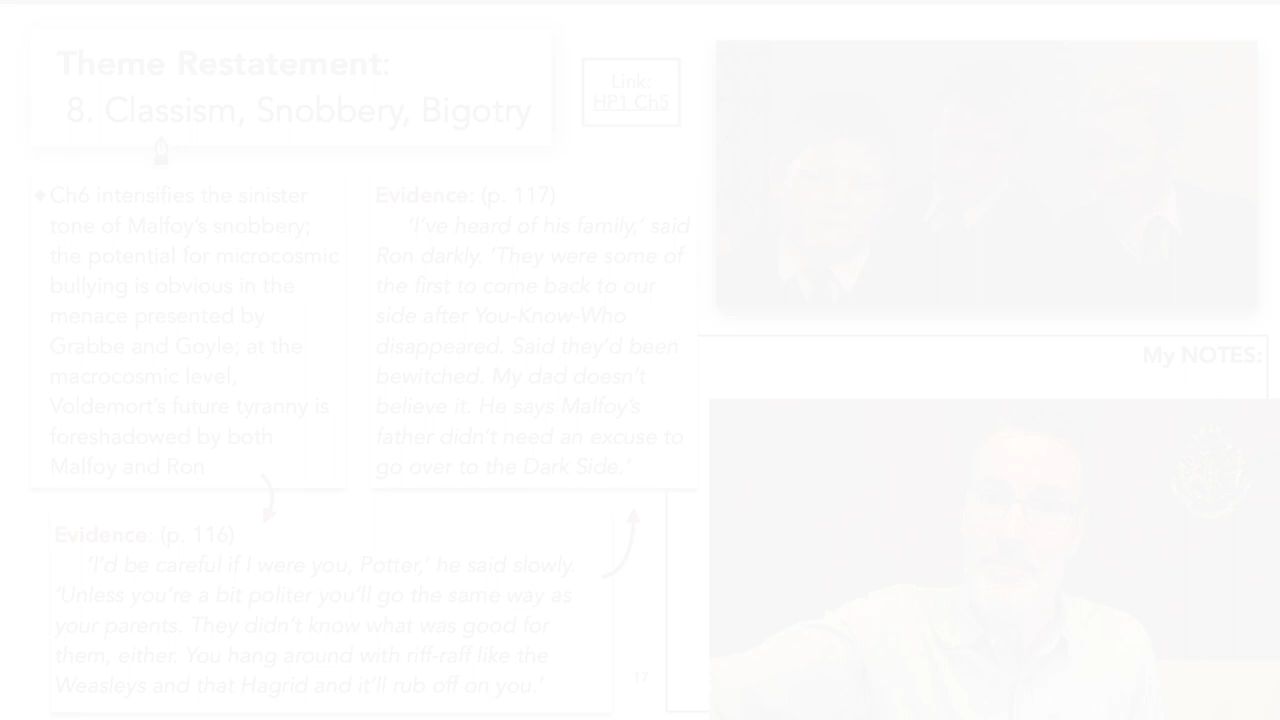 Theme Restatement:
8. Classism, Snobbery, Bigotry
Link:
HP1 Ch5
Ch6 intensifies the sinister
tone of Malfoy's snobbery;
the potential for microcosmic
bullying is obvious in the
menace presented by
Grabbe and Goyle; at the
macrocosmic level,
Voldemort's future tyranny is
foreshadowed by both
Malfoy and Ron
Evidence: (p. 117)
'I've heard of his family,' said
Ron darkly. 'They were some of
the first to come back to our
side after You-Know-Who
disappeared. Said they'd been
bewitched. My dad doesn't
believe it. He says Malfoy's
father didn't need an excuse to
go over to the Dark Side.'
Evidence: (p. 116)
'I'd be careful if I were you, Potter,' he said slowly.
'Unless you're a bit politer you'll go the same way as
your parents. They didn't know what was good for
them, either. You hang around with riff-raff like the
Weasleys and that Hagrid and it'll rub off on you.'
17
My NOTES: